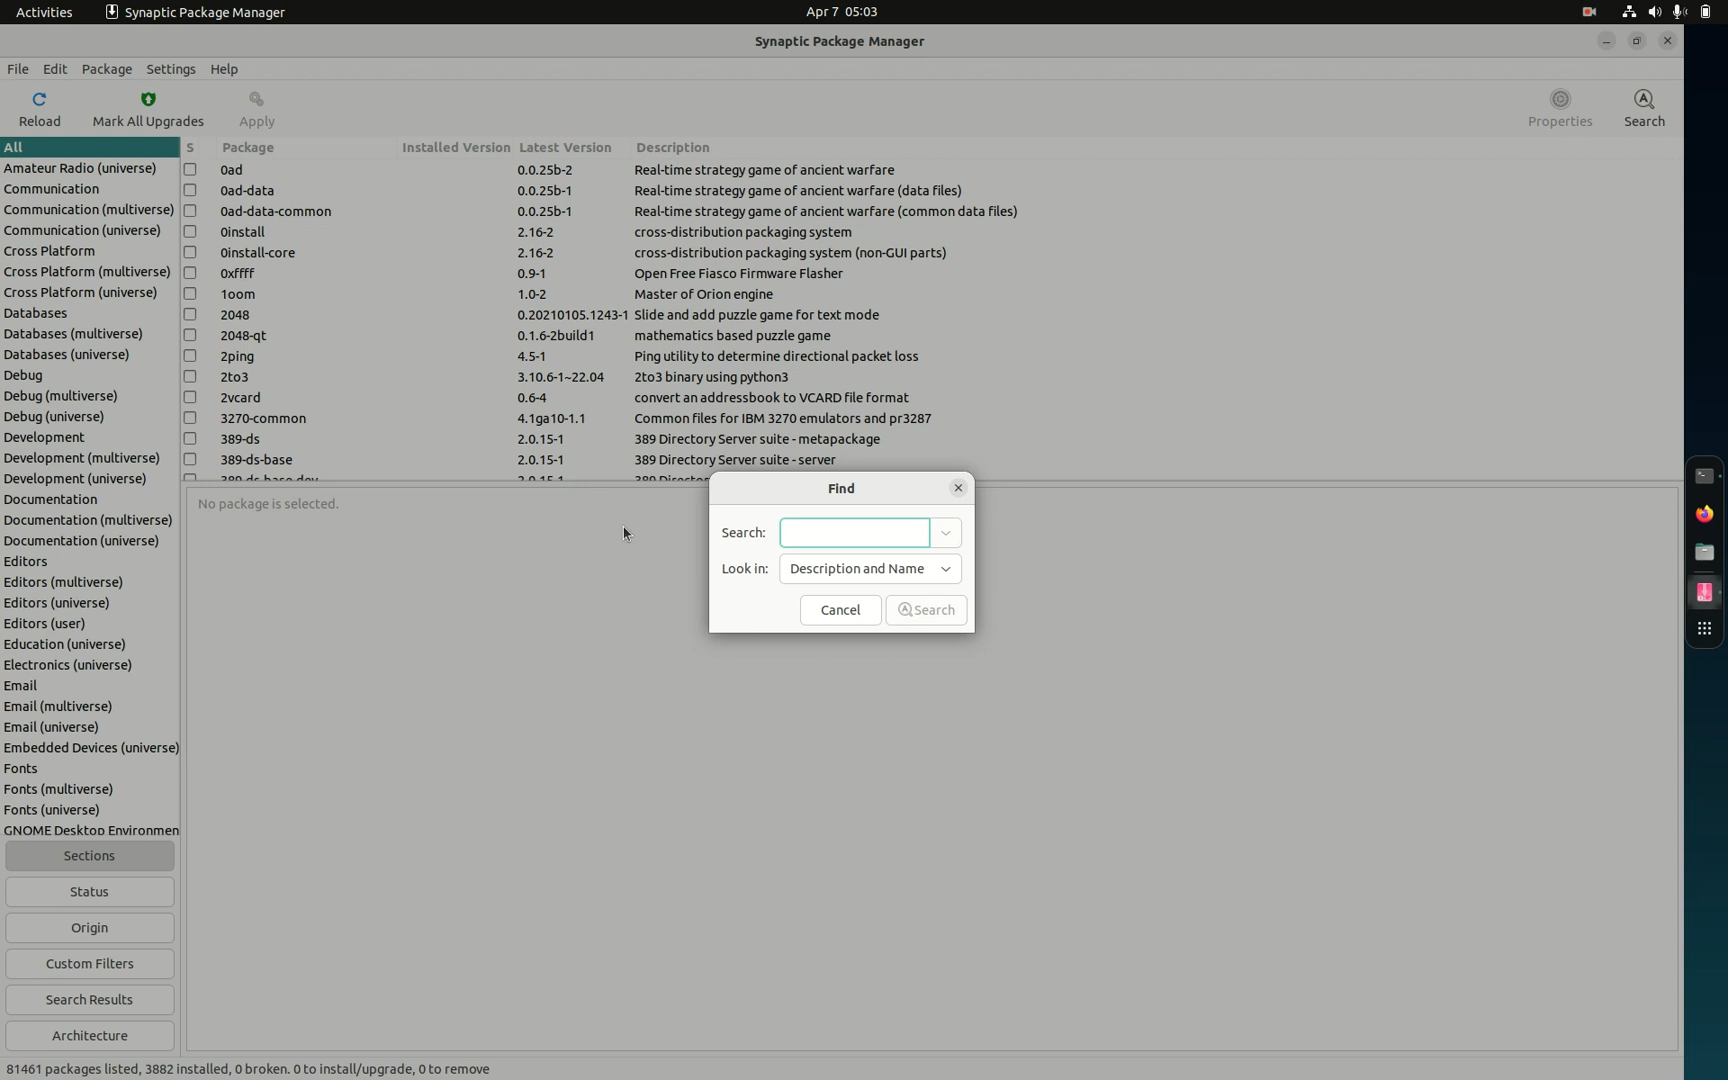 Activities Synaptic Package Manager Apr 7 05:03
Synaptic Package Manager
File Edit Package Settings Help
Reload Mark All Upgrades Apply Properties Search
All
Amateur Radio (universe)
Communication
Communication (multiverse)
Communication (universe)
Cross Platform
Cross Platform (multiverse)
Cross Platform (universe)
Databases
Databases (multiverse)
Databases (universe)
Debug
Debug (multiverse)
Debug (universe)
Development
Development (multiverse)
Development (universe)
Documentation
Documentation (multiverse)
Documentation (universe)
Editors
Editors (multiverse)
Editors (universe)
Editors (user)
Education (universe)
Electronics (universe)
Email
Email (multiverse)
Email (universe)
Embedded Devices (universe)
Fonts
Fonts (multiverse)
Fonts (universe)
GNOME Desktop Environmen
Sections
Status
Origin
Custom Filters
Search Results
Architecture
S Package Installed Version Latest Version Description
0ad 0.0.25b-2 Real-time strategy game of ancient warfare
0ad-data 0.0.25b-1 Real-time strategy game of ancient warfare (data files)
0ad-data-common 0.0.25b-1 Real-time strategy game of ancient warfare (common data files)
0install 2.16-2 cross-distribution packaging system
0install-core 2.16-2 cross-distribution packaging system (non-GUI parts)
0xffff 0.9-1 Open Free Fiasco Firmware Flasher
1oom 1.0-2 Master of Orion engine
2048 0.20210105.1243-1 Slide and add puzzle game for text mode
2048-qt 0.1.6-2build1 mathematics based puzzle game
2ping 4.5-1 Ping utility to determine directional packet loss
2to3 3.10.6-1~22.04 2to3 binary using python3
2vcard 0.6-4 convert an addressbook to VCARD file format
3270-common 4.1ga10-1.1 Common files for IBM 3270 emulators and pr3287
389-ds 2.0.15-1 389 Directory Server suite - metapackage
389-ds-base 2.0.15-1 389 Directory Server suite - server
389-ds-base-dev 2.0.15-1 389 Directory
No package is selected.
Find
Search:
Look in: Description and Name
Cancel Search
81461 packages listed, 3882 installed, 0 broken. 0 to install/upgrade, 0 to remove